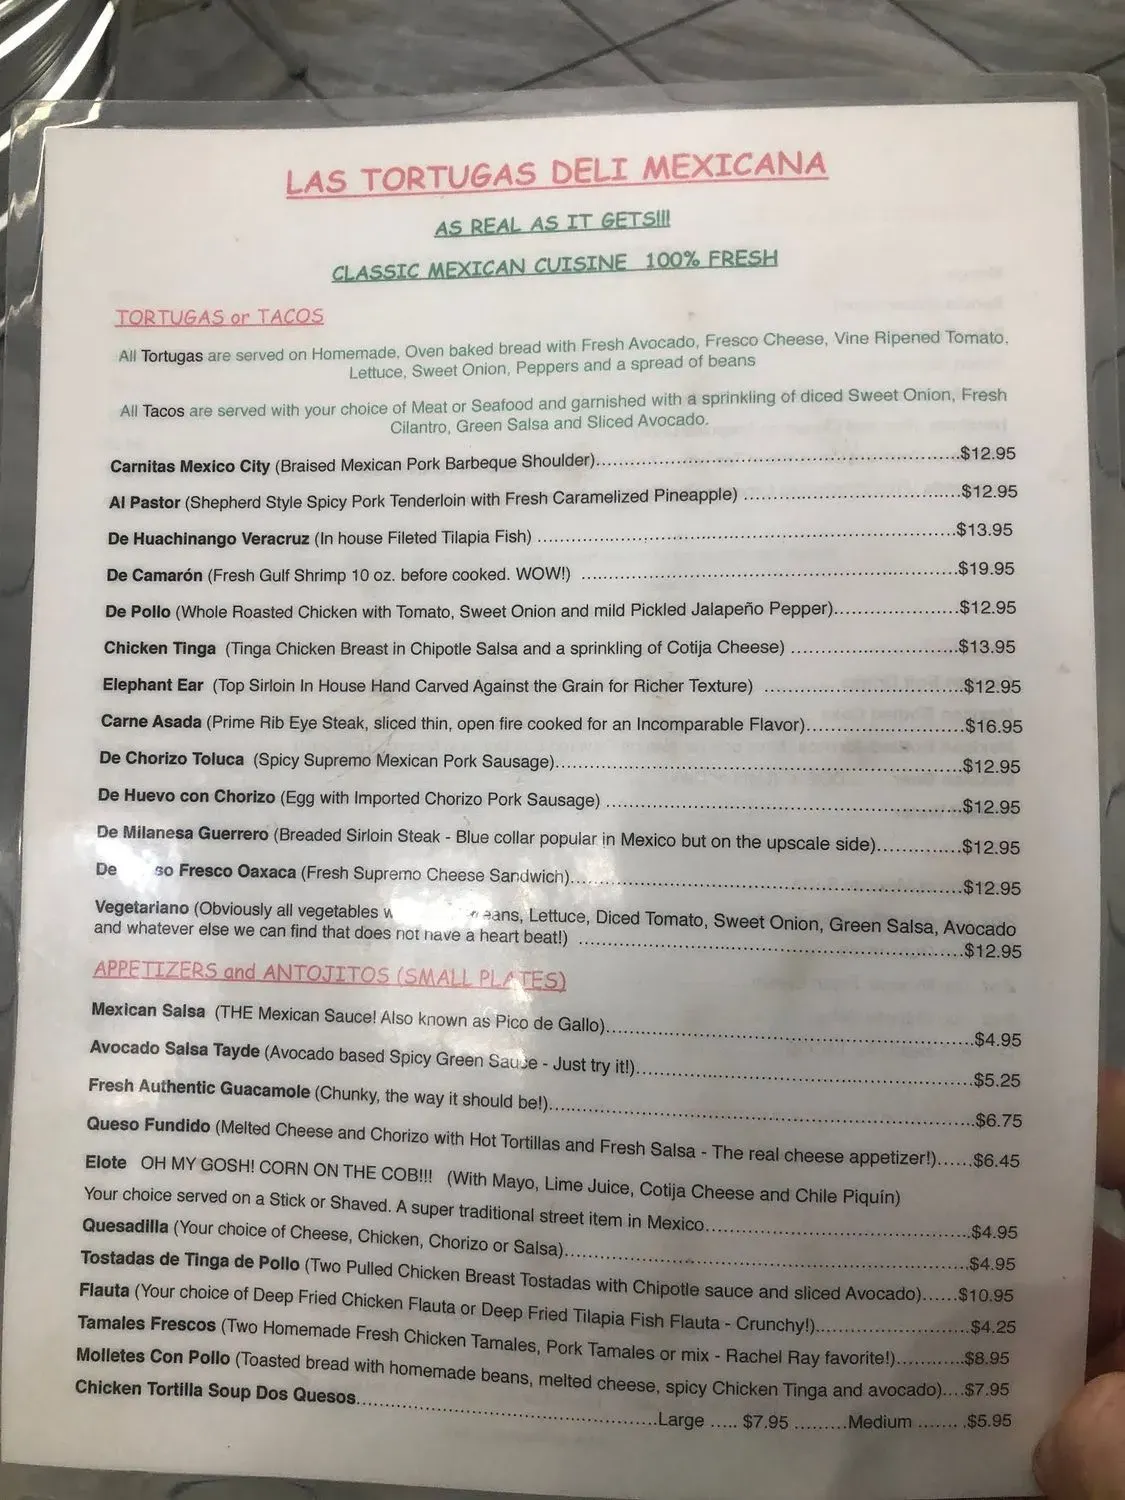 LAS TORTUGAS DELI MEXICANA
AS REAL AS IT GETS!!!
CLASSIC MEXICAN CUISINE 100% FRESH
TORTUGAS or TACOS
All Tortugas are served on Homemade, Oven baked bread with Fresh Avocado, Fresco Cheese, Vine Ripened Tomato,
Lettuce, Sweet Onion, Peppers and a spread of beans
All Tacos are served with your choice of Meat or Seafood and garnished with a sprinkling of diced Sweet Onion, Fresh
Cilantro, Green Salsa and Sliced Avocado.
Carnitas Mexico City (Braised Mexican Pork Barbeque Shoulder)....$12.95
Al Pastor (Shepherd Style Spicy Pork Tenderloin with Fresh Caramelized Pineapple) ....$12.95
De Huachinango Veracruz (In house Fileted Tilapia Fish) ....$13.95
De Camarón (Fresh Gulf Shrimp 10 oz. before cooked. WOW!) ....$19.95
De Pollo (Whole Roasted Chicken with Tomato, Sweet Onion and mild Pickled Jalapeño Pepper)....$12.95
Chicken Tinga (Tinga Chicken Breast in Chipotle Salsa and a sprinkling of Cotija Cheese) ....$13.95
Elephant Ear (Top Sirloin In House Hand Carved Against the Grain for Richer Texture) ....$12.95
Carne Asada (Prime Rib Eye Steak, sliced thin, open fire cooked for an Incomparable Flavor)....$16.95
De Chorizo Toluca (Spicy Supremo Mexican Pork Sausage)....$12.95
De Huevo con Chorizo (Egg with Imported Chorizo Pork Sausage) ....$12.95
De Milanesa Guerrero (Breaded Sirloin Steak - Blue collar popular in Mexico but on the upscale side)....$12.95
De so Fresco Oaxaca (Fresh Supremo Cheese Sandwich)....$12.95
Vegetariano (Obviously all vegetables eans, Lettuce, Diced Tomato, Sweet Onion, Green Salsa, Avocado
and whatever else we can find that does not have a heart beat!) ....$12.95
APPETIZERS and ANTOJITOS (SMALL PLATES)
Mexican Salsa (THE Mexican Sauce! Also known as Pico de Gallo)....$4.95
Avocado Salsa Tayde (Avocado based Spicy Green Sauce - Just try it!)....$5.25
Fresh Authentic Guacamole (Chunky, the way it should be!)....$6.75
Queso Fundido (Melted Cheese and Chorizo with Hot Tortillas and Fresh Salsa - The real cheese appetizer!)......$6.45
Elote OH MY GOSH! CORN ON THE COB!!! (With Mayo, Lime Juice, Cotija Cheese and Chile Piquín)
Your choice served on a Stick or Shaved. A super traditional street item in Mexico....$4.95
Quesadilla (Your choice of Cheese, Chicken, Chorizo or Salsa)....$4.95
Tostadas de Tinga de Pollo (Two Pulled Chicken Breast Tostadas with Chipotle sauce and sliced Avocado)......$10.95
Flauta (Your choice of Deep Fried Chicken Flauta or Deep Fried Tilapia Fish Flauta - Crunchy!)....$4.25
Tamales Frescos (Two Homemade Fresh Chicken Tamales, Pork Tamales or mix - Rachel Ray favorite!)....$8.95
Molletes Con Pollo (Toasted bread with homemade beans, melted cheese, spicy Chicken Tinga and avocado)....$7.95
Chicken Tortilla Soup Dos Quesos....Large ..... $7.95 .........Medium ....... .$5.95